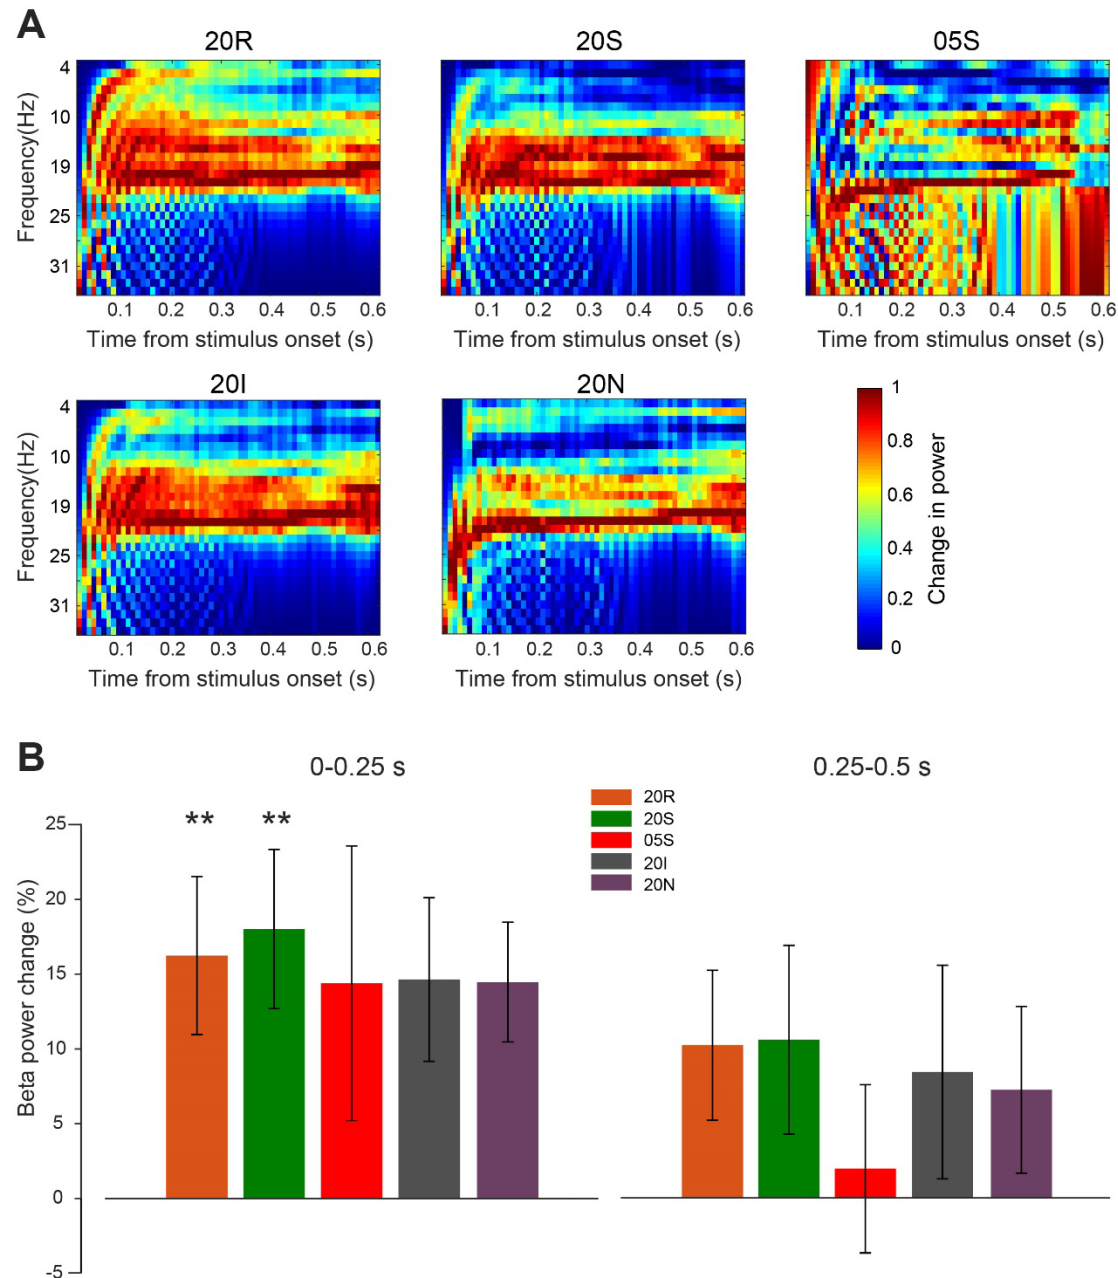 A
20R
20S
05S
Frequency(Hz)
4
10
19
25
31
0.1 0.2 0.3 0.4 0.5 0.6
0.1 0.2 0.3 0.4 0.5 0.6
0.1 0.2 0.3 0.4 0.5 0.6
Time from stimulus onset (s)
Time from stimulus onset (s)
Time from stimulus onset (s)
20I
20N
Frequency(Hz)
4
10
19
25
31
0.1 0.2 0.3 0.4 0.5 0.6
0.1 0.2 0.3 0.4 0.5 0.6
Time from stimulus onset (s)
Time from stimulus onset (s)
1
0.8
0.6
0.4
0.2
0
Change in power
B
0-0.25 s
0.25-0.5 s
20R
20S
05S
20I
20N
** **
Beta power change (%)
25
20
15
10
5
0
-5